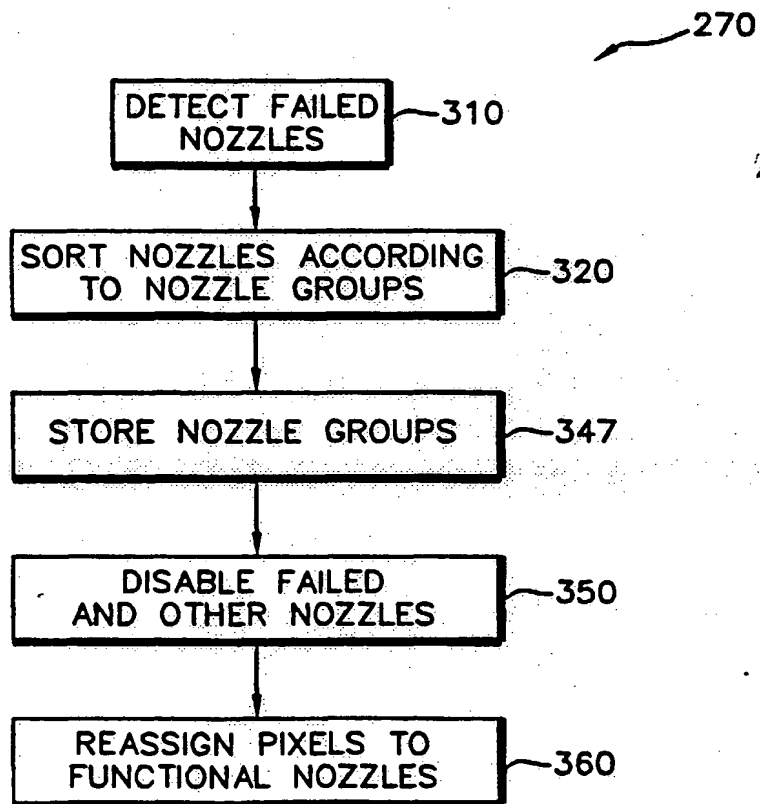 270
DETECT FAILED
NOZZLES
310
SORT NOZZLES ACCORDING
TO NOZZLE GROUPS
320
STORE NOZZLE GROUPS
347
DISABLE FAILED
AND OTHER NOZZLES
350
REASSIGN PIXELS TO
FUNCTIONAL NOZZLES
360